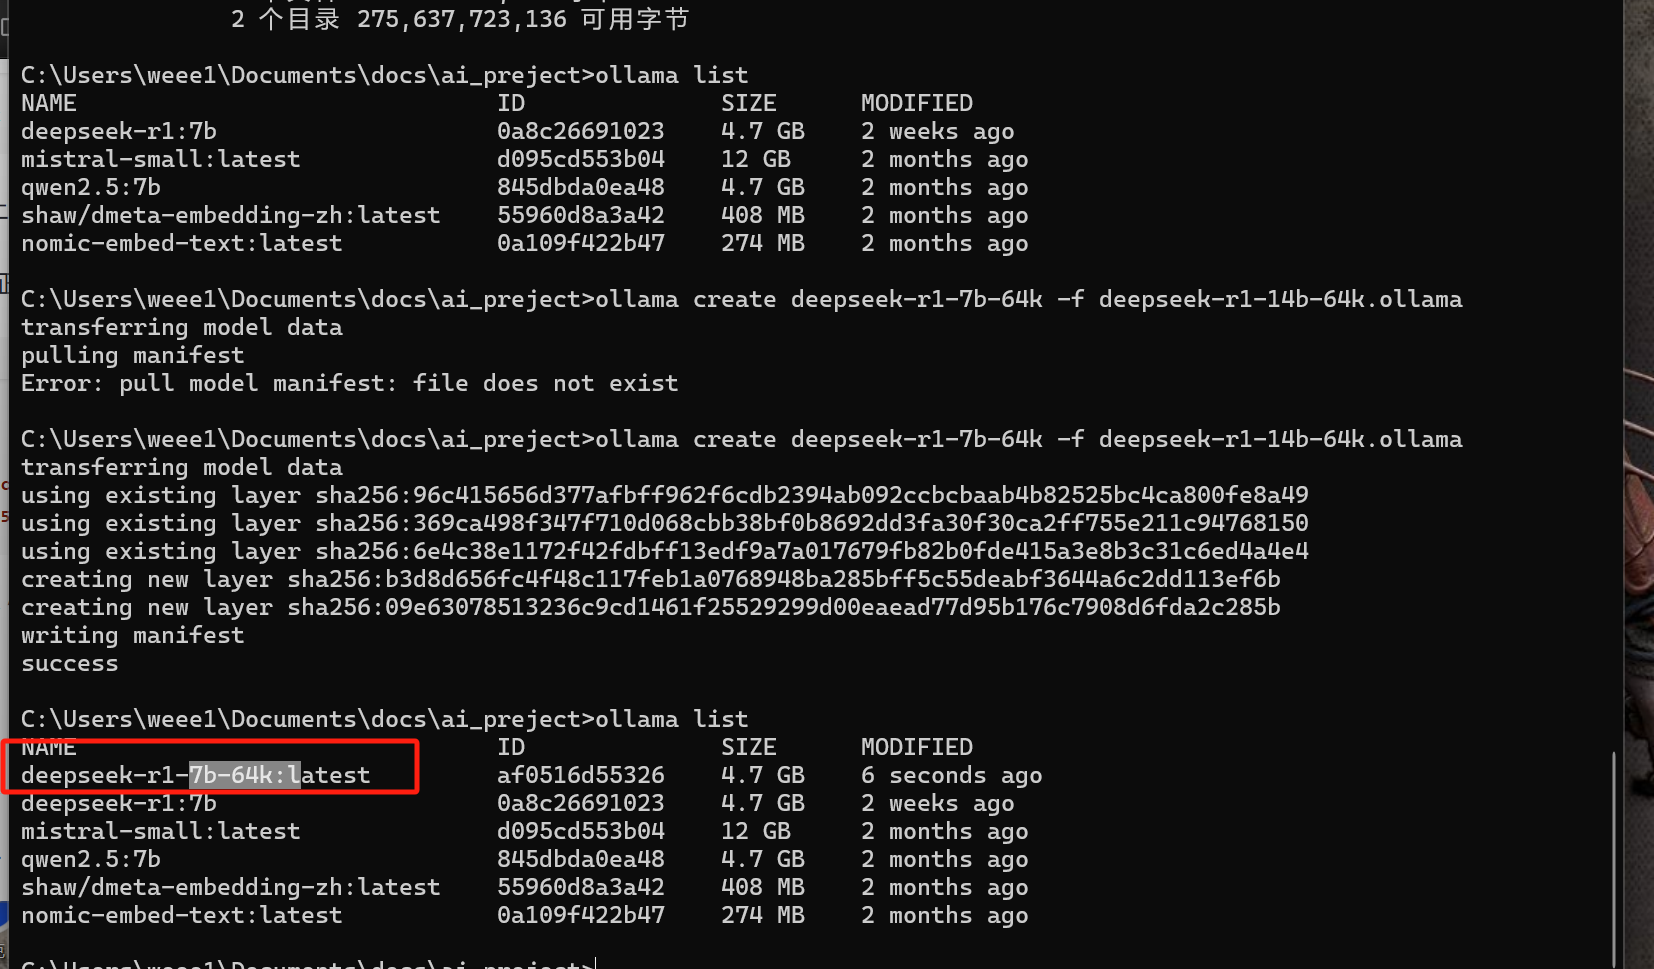 2 个目录 275,637,723,136 可用字节
C:\Users\weee1\Documents\docs\ai_preject>ollama list
NAME ID SIZE MODIFIED
deepseek-r1:7b 0a8c26691023 4.7 GB 2 weeks ago
mistral-small:latest d095cd553b04 12 GB 2 months ago
qwen2.5:7b 845dbda0ea48 4.7 GB 2 months ago
shaw/dmeta-embedding-zh:latest 55960d8a3a42 408 MB 2 months ago
nomic-embed-text:latest 0a109f422b47 274 MB 2 months ago
C:\Users\weee1\Documents\docs\ai_preject>ollama create deepseek-r1-7b-64k -f deepseek-r1-14b-64k.ollama
transferring model data
pulling manifest
Error: pull model manifest: file does not exist
C:\Users\weee1\Documents\docs\ai_preject>ollama create deepseek-r1-7b-64k -f deepseek-r1-14b-64k.ollama
transferring model data
using existing layer sha256:96c415656d377afbff962f6cdb2394ab092ccbcbaab4b82525bc4ca800fe8a49
using existing layer sha256:369ca498f347f710d068cbb38bf0b8692dd3fa30f30ca2ff755e211c94768150
using existing layer sha256:6e4c38e1172f42fdbff13edf9a7a017679fb82b0fde415a3e8b3c31c6ed4a4e4
creating new layer sha256:b3d8d656fc4f48c117feb1a0768948ba285bff5c55deabf3644a6c2dd113ef6b
creating new layer sha256:09e63078513236c9cd1461f25529299d00eaead77d95b176c7908d6fda2c285b
writing manifest
success
C:\Users\weee1\Documents\docs\ai_preject>ollama list
NAME ID SIZE MODIFIED
deepseek-r1-7b-64k:latest af0516d55326 4.7 GB 6 seconds ago
deepseek-r1:7b 0a8c26691023 4.7 GB 2 weeks ago
mistral-small:latest d095cd553b04 12 GB 2 months ago
qwen2.5:7b 845dbda0ea48 4.7 GB 2 months ago
shaw/dmeta-embedding-zh:latest 55960d8a3a42 408 MB 2 months ago
nomic-embed-text:latest 0a109f422b47 274 MB 2 months ago
C:\Users\weee1\Documents\docs\ai_preject>